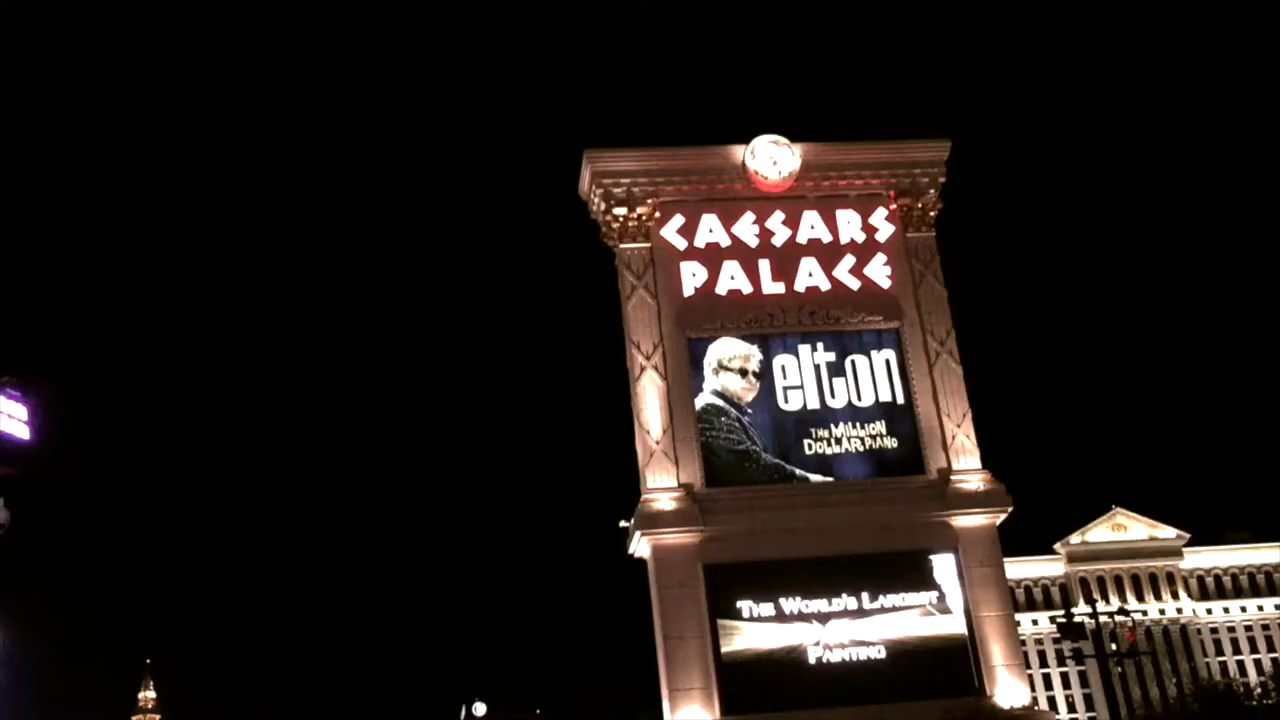 CAESARS
PALACE
elton
THE MILLION
DOLLAR PIANO
THE WORLD'S LARGEST
PAINTING